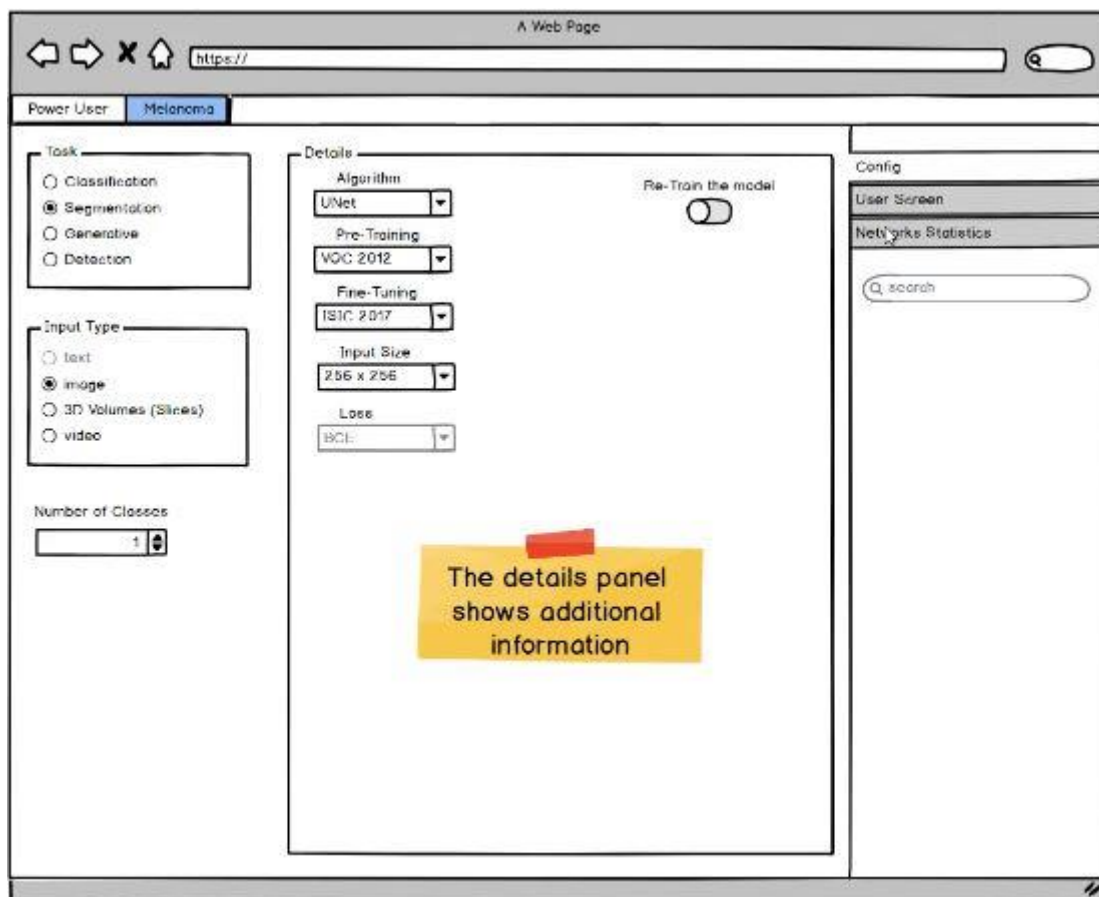 A Web Page
https://
Power User
Melanoma
Task
Classification
Segmentation
Generative
Detection
Input Type
text
image
3D Volumes (Slices)
video
Number of Classes
1
Details
Algorithm
UNet
Pre-Training
VOC 2012
Fine-Tuning
ISIC 2017
Input Size
256 x 256
Loss
BCE
Re-Train the model
The details panel
shows additional
information
Config
User Screen
Networks Statistics
search